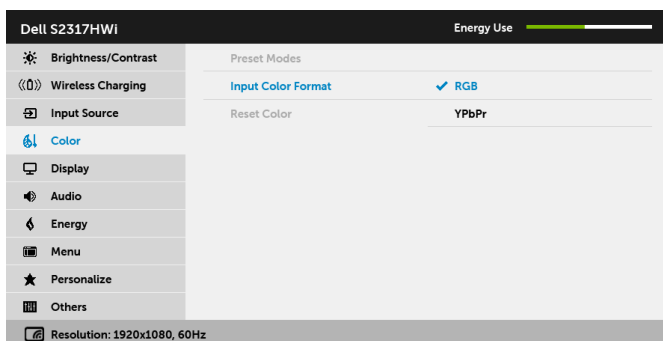 Dell S2317HWi Energy Use
Brightness/Contrast Preset Modes
Wireless Charging Input Color Format RGB
Input Source Reset Color YPbPr
Color
Display
Audio
Energy
Menu
Personalize
Others
Resolution: 1920x1080, 60Hz